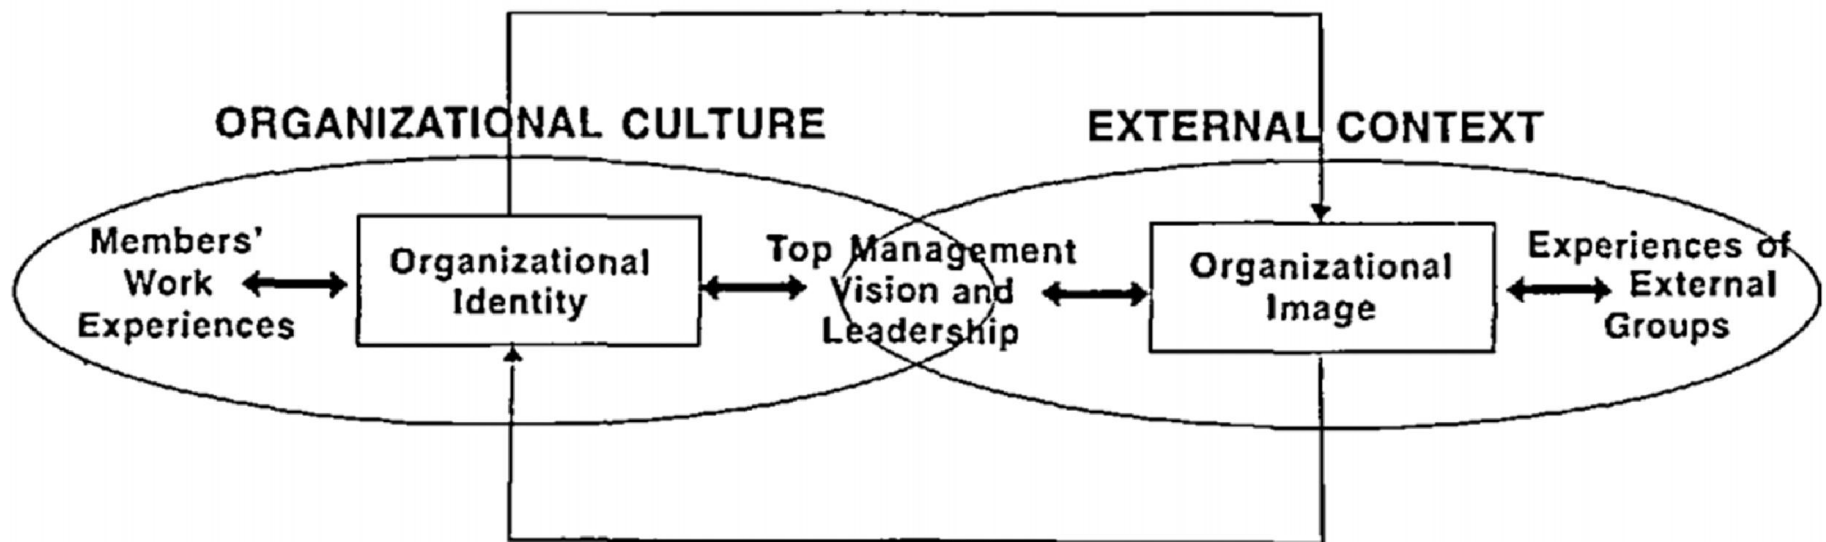 ORGANIZATIONAL CULTURE
EXTERNAL CONTEXT
Members'
Work
Experiences
Organizational
Identity
Top Management
Vision and
Leadership
Organizational
Image
Experiences of
External
Groups